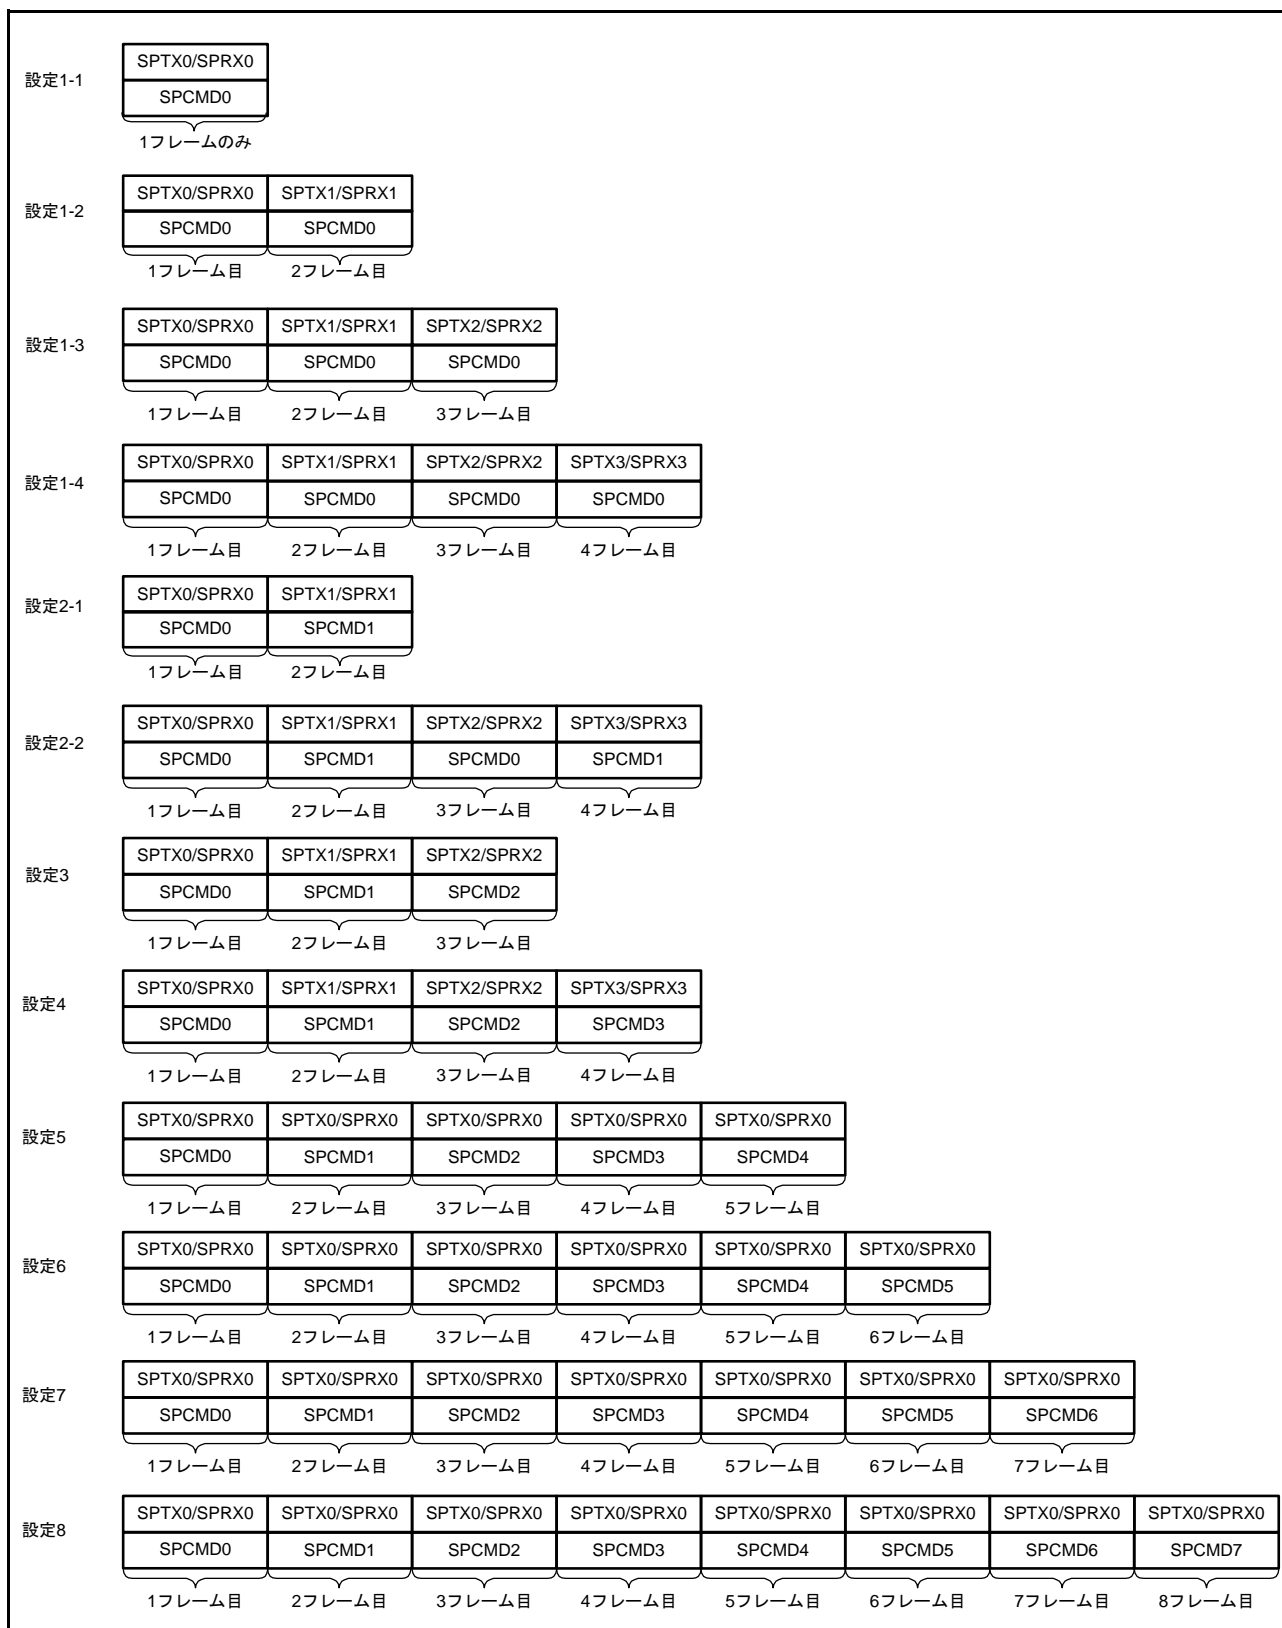 設定1-1
SPTX0/SPRX0
SPCMD0
1フレームのみ
設定1-2
SPTX0/SPRX0 SPTX1/SPRX1
SPCMD0 SPCMD0
1フレーム目 2フレーム目
設定1-3
SPTX0/SPRX0 SPTX1/SPRX1 SPTX2/SPRX2
SPCMD0 SPCMD0 SPCMD0
1フレーム目 2フレーム目 3フレーム目
設定1-4
SPTX0/SPRX0 SPTX1/SPRX1 SPTX2/SPRX2 SPTX3/SPRX3
SPCMD0 SPCMD0 SPCMD0 SPCMD0
1フレーム目 2フレーム目 3フレーム目 4フレーム目
設定2-1
SPTX0/SPRX0 SPTX1/SPRX1
SPCMD0 SPCMD1
1フレーム目 2フレーム目
設定2-2
SPTX0/SPRX0 SPTX1/SPRX1 SPTX2/SPRX2 SPTX3/SPRX3
SPCMD0 SPCMD1 SPCMD0 SPCMD1
1フレーム目 2フレーム目 3フレーム目 4フレーム目
設定3
SPTX0/SPRX0 SPTX1/SPRX1 SPTX2/SPRX2
SPCMD0 SPCMD1 SPCMD2
1フレーム目 2フレーム目 3フレーム目
設定4
SPTX0/SPRX0 SPTX1/SPRX1 SPTX2/SPRX2 SPTX3/SPRX3
SPCMD0 SPCMD1 SPCMD2 SPCMD3
1フレーム目 2フレーム目 3フレーム目 4フレーム目
設定5
SPTX0/SPRX0 SPTX0/SPRX0 SPTX0/SPRX0 SPTX0/SPRX0 SPTX0/SPRX0
SPCMD0 SPCMD1 SPCMD2 SPCMD3 SPCMD4
1フレーム目 2フレーム目 3フレーム目 4フレーム目 5フレーム目
設定6
SPTX0/SPRX0 SPTX0/SPRX0 SPTX0/SPRX0 SPTX0/SPRX0 SPTX0/SPRX0 SPTX0/SPRX0
SPCMD0 SPCMD1 SPCMD2 SPCMD3 SPCMD4 SPCMD5
1フレーム目 2フレーム目 3フレーム目 4フレーム目 5フレーム目 6フレーム目
設定7
SPTX0/SPRX0 SPTX0/SPRX0 SPTX0/SPRX0 SPTX0/SPRX0 SPTX0/SPRX0 SPTX0/SPRX0 SPTX0/SPRX0
SPCMD0 SPCMD1 SPCMD2 SPCMD3 SPCMD4 SPCMD5 SPCMD6
1フレーム目 2フレーム目 3フレーム目 4フレーム目 5フレーム目 6フレーム目 7フレーム目
設定8
SPTX0/SPRX0 SPTX0/SPRX0 SPTX0/SPRX0 SPTX0/SPRX0 SPTX0/SPRX0 SPTX0/SPRX0 SPTX0/SPRX0 SPTX0/SPRX0
SPCMD0 SPCMD1 SPCMD2 SPCMD3 SPCMD4 SPCMD5 SPCMD6 SPCMD7
1フレーム目 2フレーム目 3フレーム目 4フレーム目 5フレーム目 6フレーム目 7フレーム目 8フレーム目